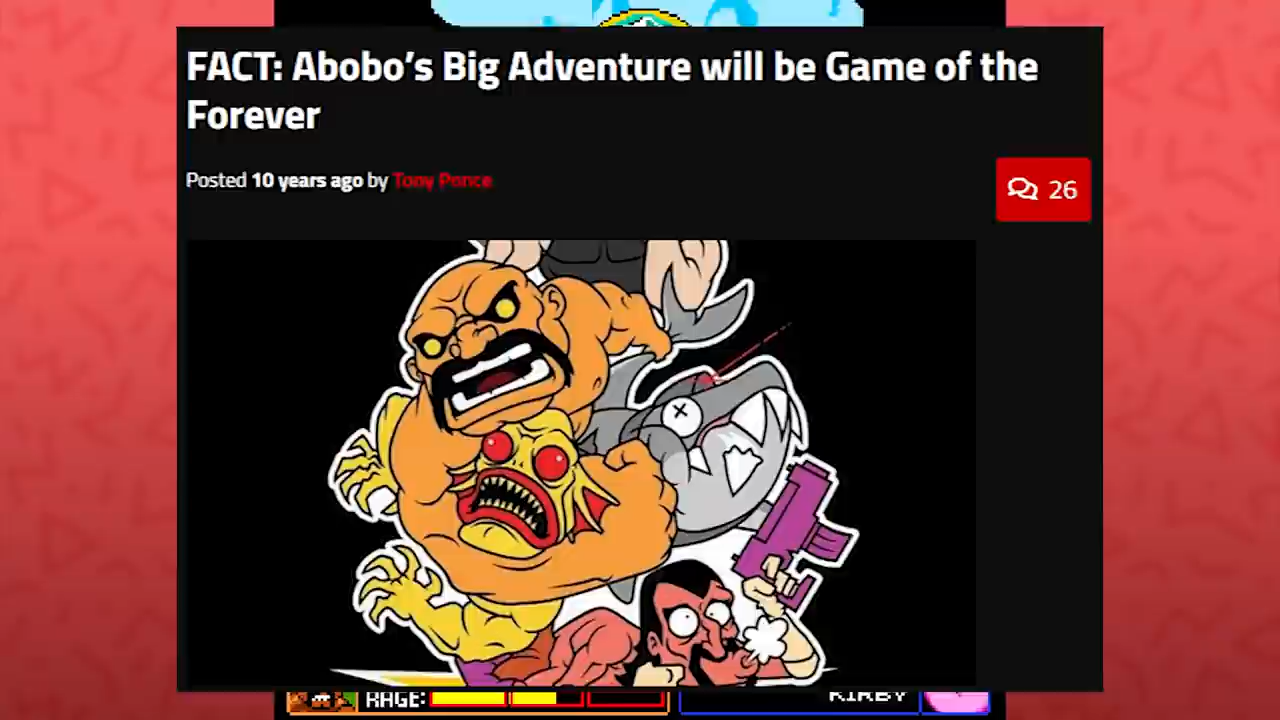 FACT: Abobo's Big Adventure will be Game of the
Forever
Posted 10 years ago by Tony Ponce
26
RAGE:
KIRBY